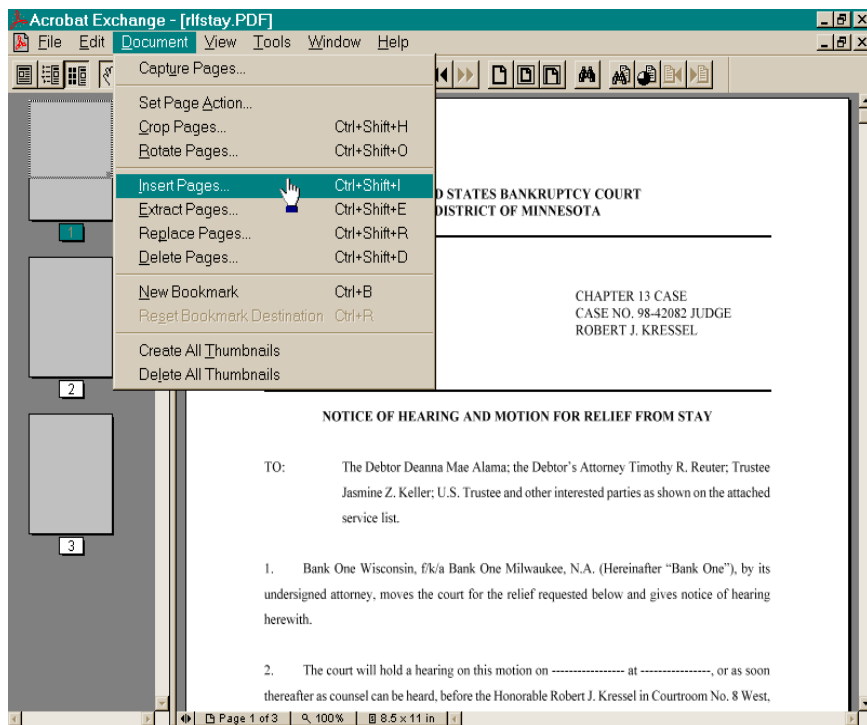 Acrobat Exchange - [rlfstay.PDF]
File Edit Document View Tools Window Help
Capture Pages...
Set Page Action...
Crop Pages... Ctrl+Shift+H
Rotate Pages... Ctrl+Shift+O
Insert Pages... Ctrl+Shift+I
Extract Pages... Ctrl+Shift+E
Replace Pages... Ctrl+Shift+R
Delete Pages... Ctrl+Shift+D
New Bookmark Ctrl+B
Reset Bookmark Destination Ctrl+R
Create All Thumbnails
Delete All Thumbnails
1
2
3
D STATES BANKRUPTCY COURT
DISTRICT OF MINNESOTA
CHAPTER 13 CASE
CASE NO. 98-42082 JUDGE
ROBERT J. KRESSEL
NOTICE OF HEARING AND MOTION FOR RELIEF FROM STAY
TO: The Debtor Deanna Mae Alama; the Debtor's Attorney Timothy R. Reuter; Trustee
Jasmine Z. Keller; U.S. Trustee and other interested parties as shown on the attached
service list.
1. Bank One Wisconsin, f/k/a Bank One Milwaukee, N.A. (Hereinafter “Bank One”), by its
undersigned attorney, moves the court for the relief requested below and gives notice of hearing
herewith.
2. The court will hold a hearing on this motion on ----------------- at ----------------, or as soon
thereafter as counsel can be heard, before the Honorable Robert J. Kressel in Courtroom No. 8 West,
Page 1 of 3 100% 8.5 x 11 in